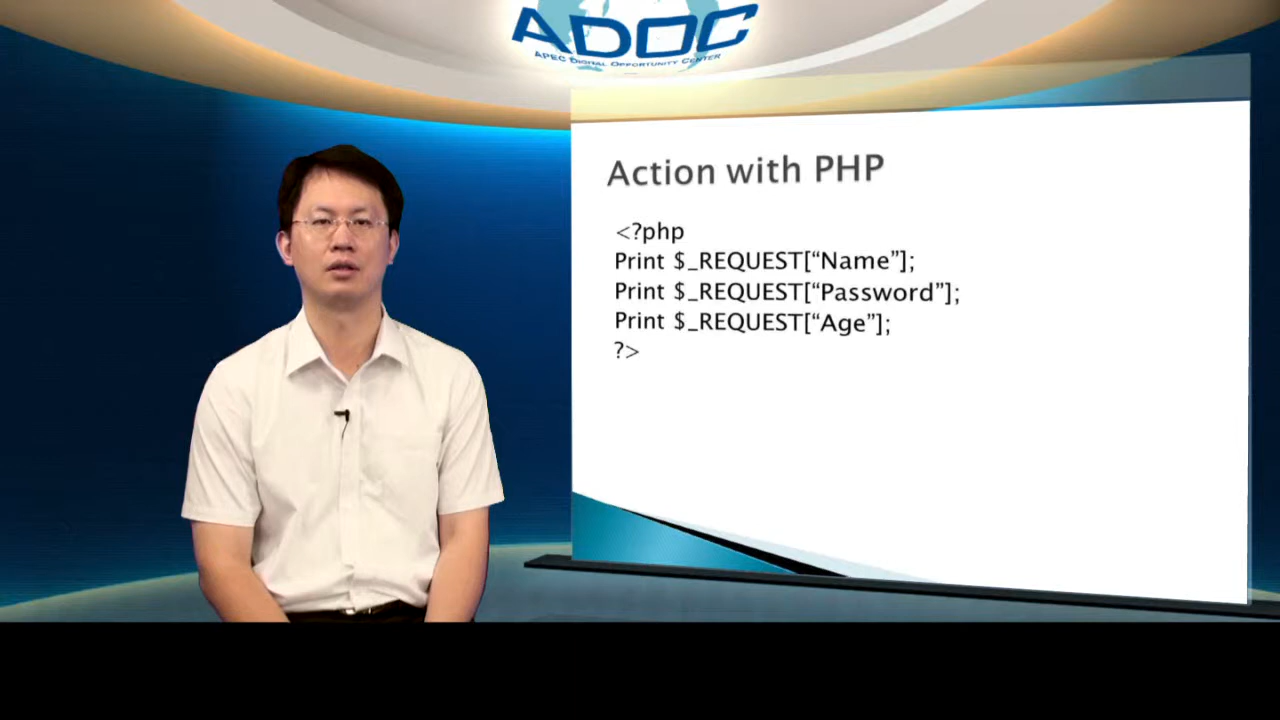 ADOC
APEC DIGITAL OPPORTUNITY CENTER
Action with PHP
<?php
Print $_REQUEST[“Name”];
Print $_REQUEST[“Password”];
Print $_REQUEST[“Age”];
?>